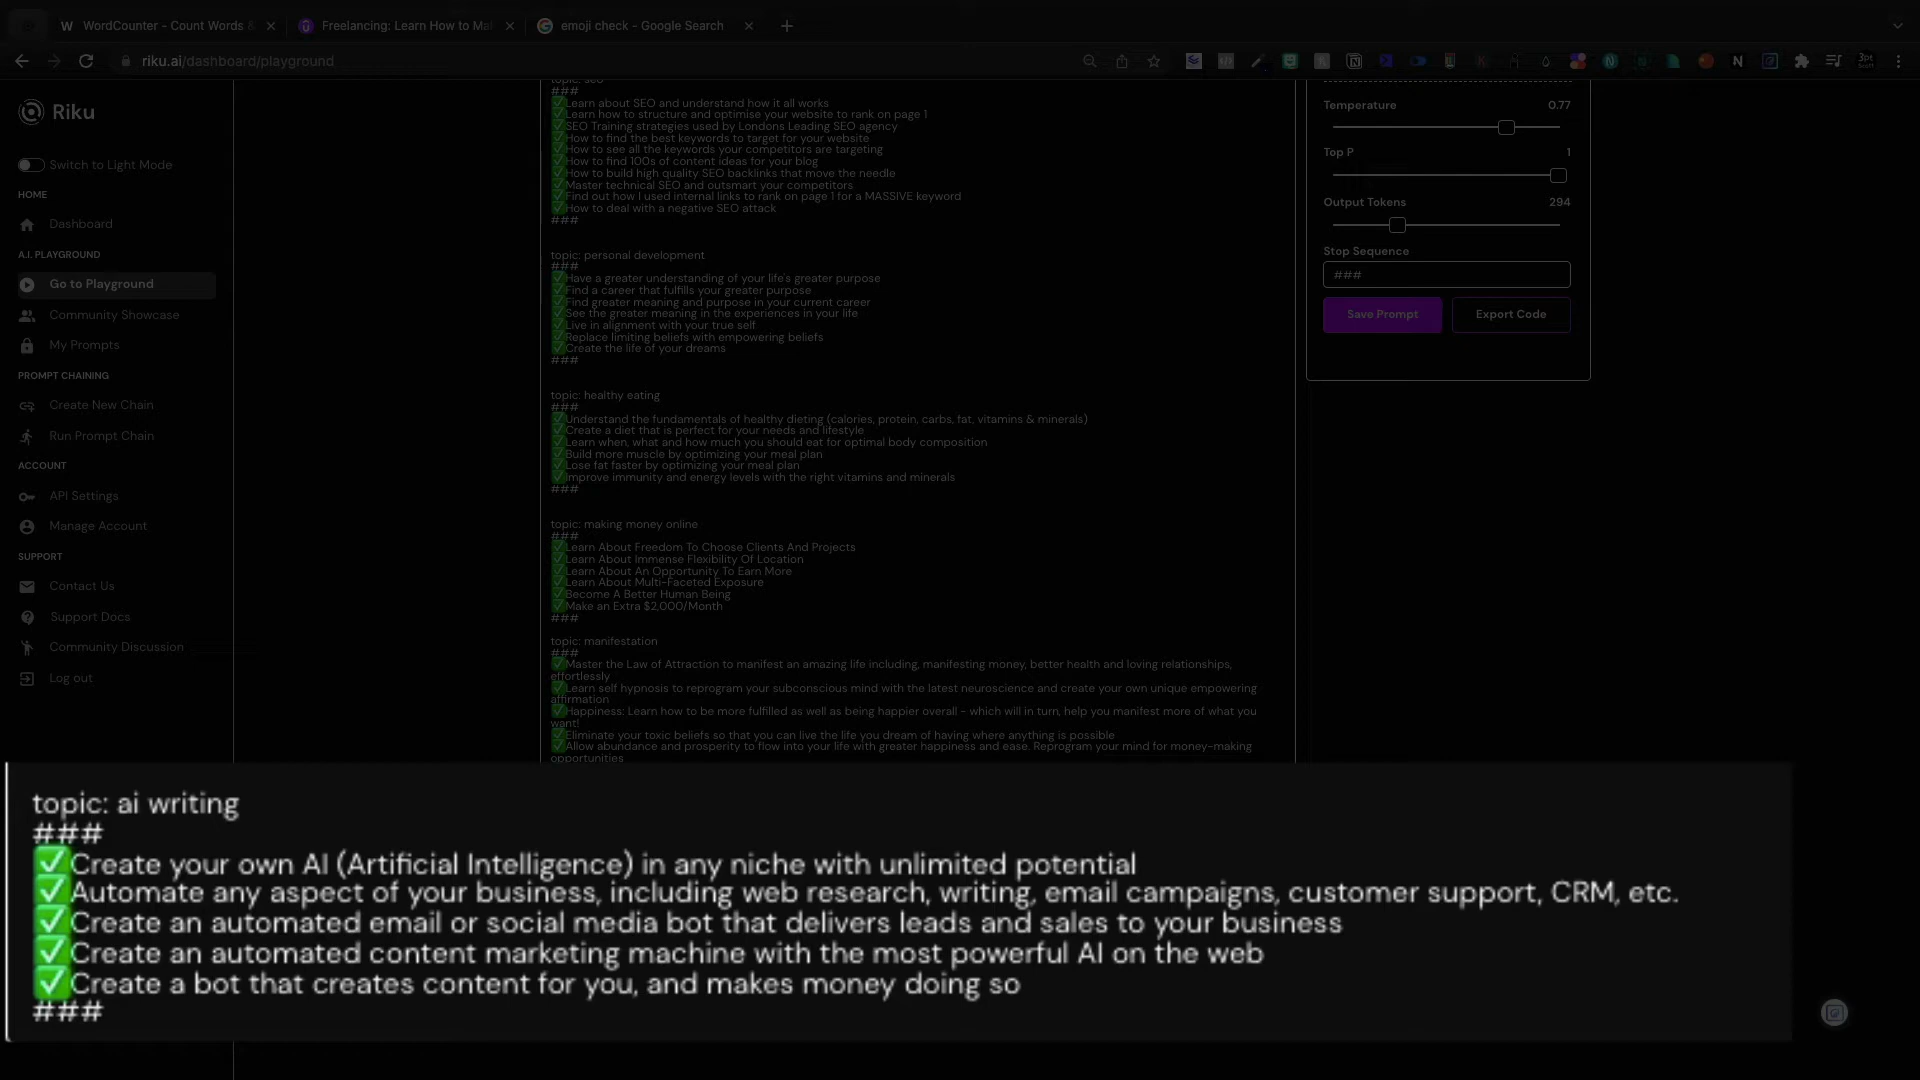 WordCounter - Count Words &
Freelancing: Learn How to Ma
emoji check - Google Search
riku.ai/dashboard/playground
Riku
Switch to Light Mode
HOME
Dashboard
A.I. PLAYGROUND
Go to Playground
Community Showcase
My Prompts
PROMPT CHAINING
Create New Chain
Run Prompt Chain
ACCOUNT
API Settings
Manage Account
SUPPORT
Contact Us
Support Docs
Community Discussion
Log out
topic: seo
###
✅Learn about SEO and understand how it all works
✅Learn how to structure and optimise your website to rank on page 1
✅SEO Training strategies used by Londons Leading SEO agency
✅How to find the best keywords to target for your website
✅How to see all the keywords your competitors are targeting
✅How to find 100s of content ideas for your blog
✅How to build high quality SEO backlinks that move the needle
✅Master technical SEO and outsmart your competitors
✅Find out how I used internal links to rank on page 1 for a MASSIVE keyword
✅How to deal with a negative SEO attack
###
topic: personal development
###
✅Have a greater understanding of your life's greater purpose
✅Find a career that fulfills your greater purpose
✅Find greater meaning and purpose in your current career
✅See the greater meaning in the experiences in your life
✅Live in alignment with your true self
✅Replace limiting beliefs with empowering beliefs
✅Create the life of your dreams
###
topic: healthy eating
###
✅Understand the fundamentals of healthy dieting (calories, protein, carbs, fat, vitamins & minerals)
✅Create a diet that is perfect for your needs and lifestyle
✅Learn when, what and how much you should eat for optimal body composition
✅Build more muscle by optimizing your meal plan
✅Lose fat faster by optimizing your meal plan
✅Improve immunity and energy levels with the right vitamins and minerals
###
topic: making money online
###
✅Learn About Freedom To Choose Clients And Projects
✅Learn About Immense Flexibility Of Location
✅Learn About An Opportunity To Earn More
✅Learn About Multi-Faceted Exposure
✅Become A Better Human Being
✅Make an Extra $2,000/Month
###
topic: manifestation
###
✅Master the Law of Attraction to manifest an amazing life including, manifesting money, better health and loving relationships,
effortlessly
✅Learn self hypnosis to reprogram your subconscious mind with the latest neuroscience and create your own unique empowering
affirmation
✅Happiness: Learn how to be more fulfilled as well as being happier overall - which will in turn, help you manifest more of what you
want!
✅Eliminate your toxic beliefs so that you can live the life you dream of having where anything is possible
✅Allow abundance and prosperity to flow into your life with greater happiness and ease. Reprogram your mind for money-making
opportunities
Temperature 0.77
Top P 1
Output Tokens 294
Stop Sequence
###
Save Prompt
Export Code
topic: ai writing
###
✅Create your own AI (Artificial Intelligence) in any niche with unlimited potential
✅Automate any aspect of your business, including web research, writing, email campaigns, customer support, CRM, etc.
✅Create an automated email or social media bot that delivers leads and sales to your business
✅Create an automated content marketing machine with the most powerful AI on the web
✅Create a bot that creates content for you, and makes money doing so
###